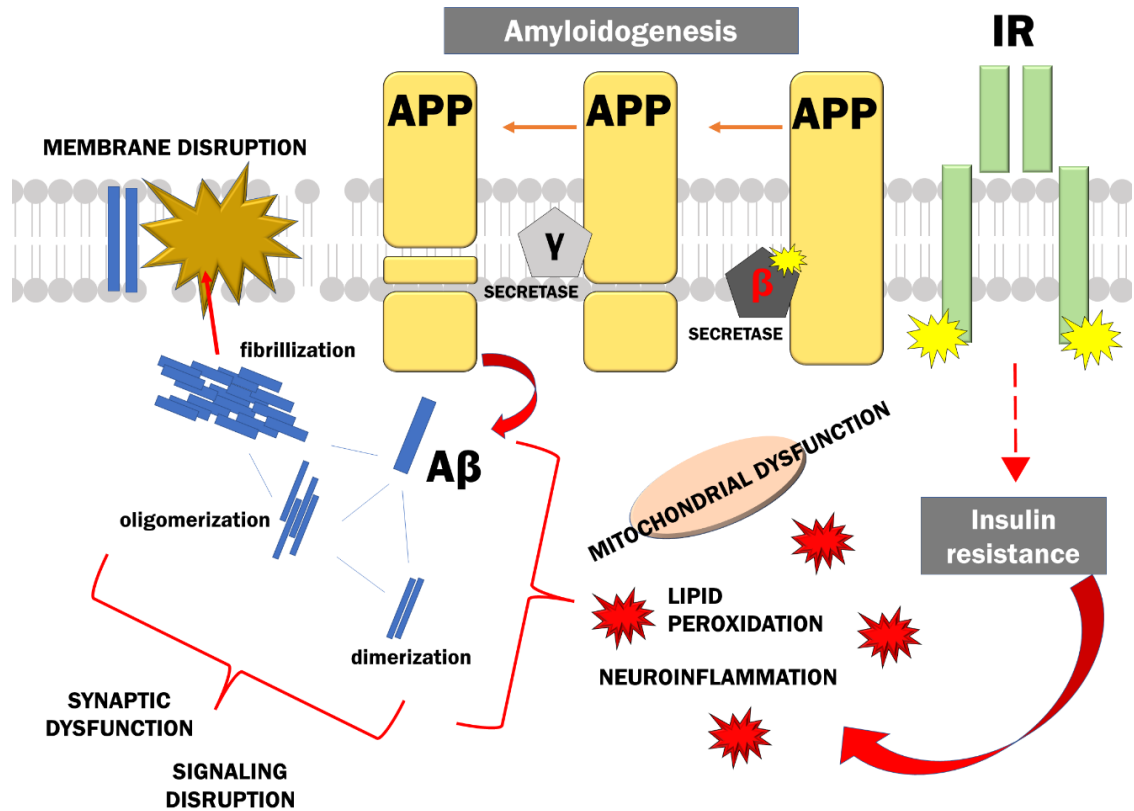 Amyloidogenesis
IR
APP
APP
APP
MEMBRANE DISRUPTION
γ
SECRETASE
β
SECRETASE
fibrillization
Aβ
oligomerization
dimerization
MITOCHONDRIAL DYSFUNCTION
Insulin
resistance
LIPID
PEROXIDATION
NEUROINFLAMMATION
SYNAPTIC
DYSFUNCTION
SIGNALING
DISRUPTION